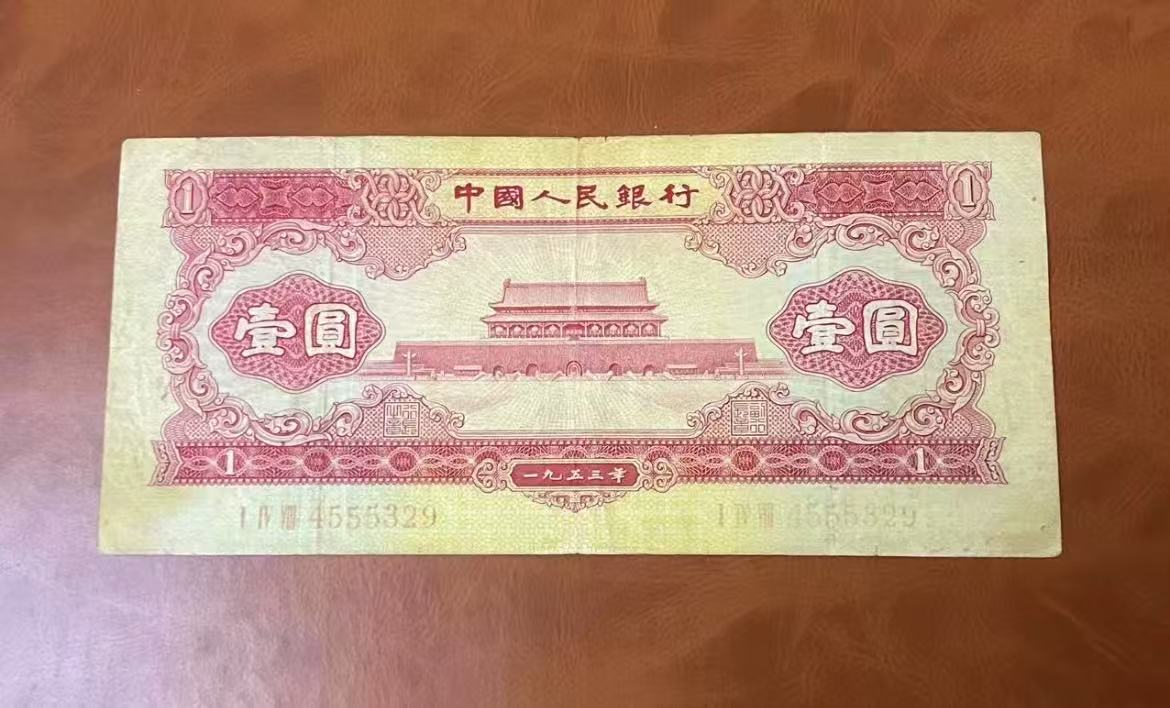 1 中國人民銀行 1
壹圓 壹圓
1 一九五三年 1
I IV VIII 4555329 I IV VIII 4555329